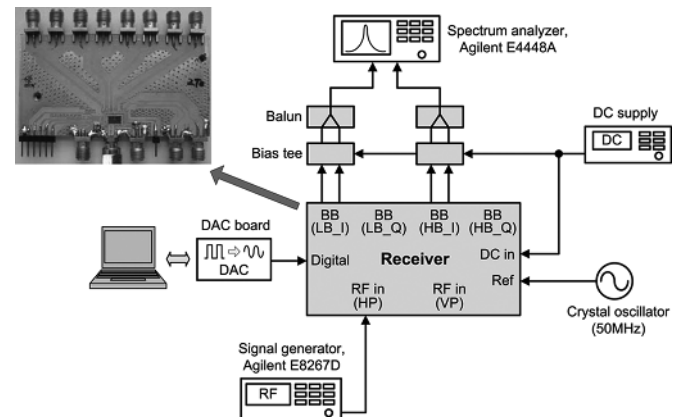 Spectrum analyzer,
Agilent E4448A
Balun
DC supply
DC
Bias tee
BB
(LB_I)
BB
(LB_Q)
BB
(HB_I)
BB
(HB_Q)
DAC board
DAC
Digital
Receiver
DC in
Ref
RF in
(HP)
RF in
(VP)
Crystal oscillator
(50MHz)
Signal generator,
Agilent E8267D
RF